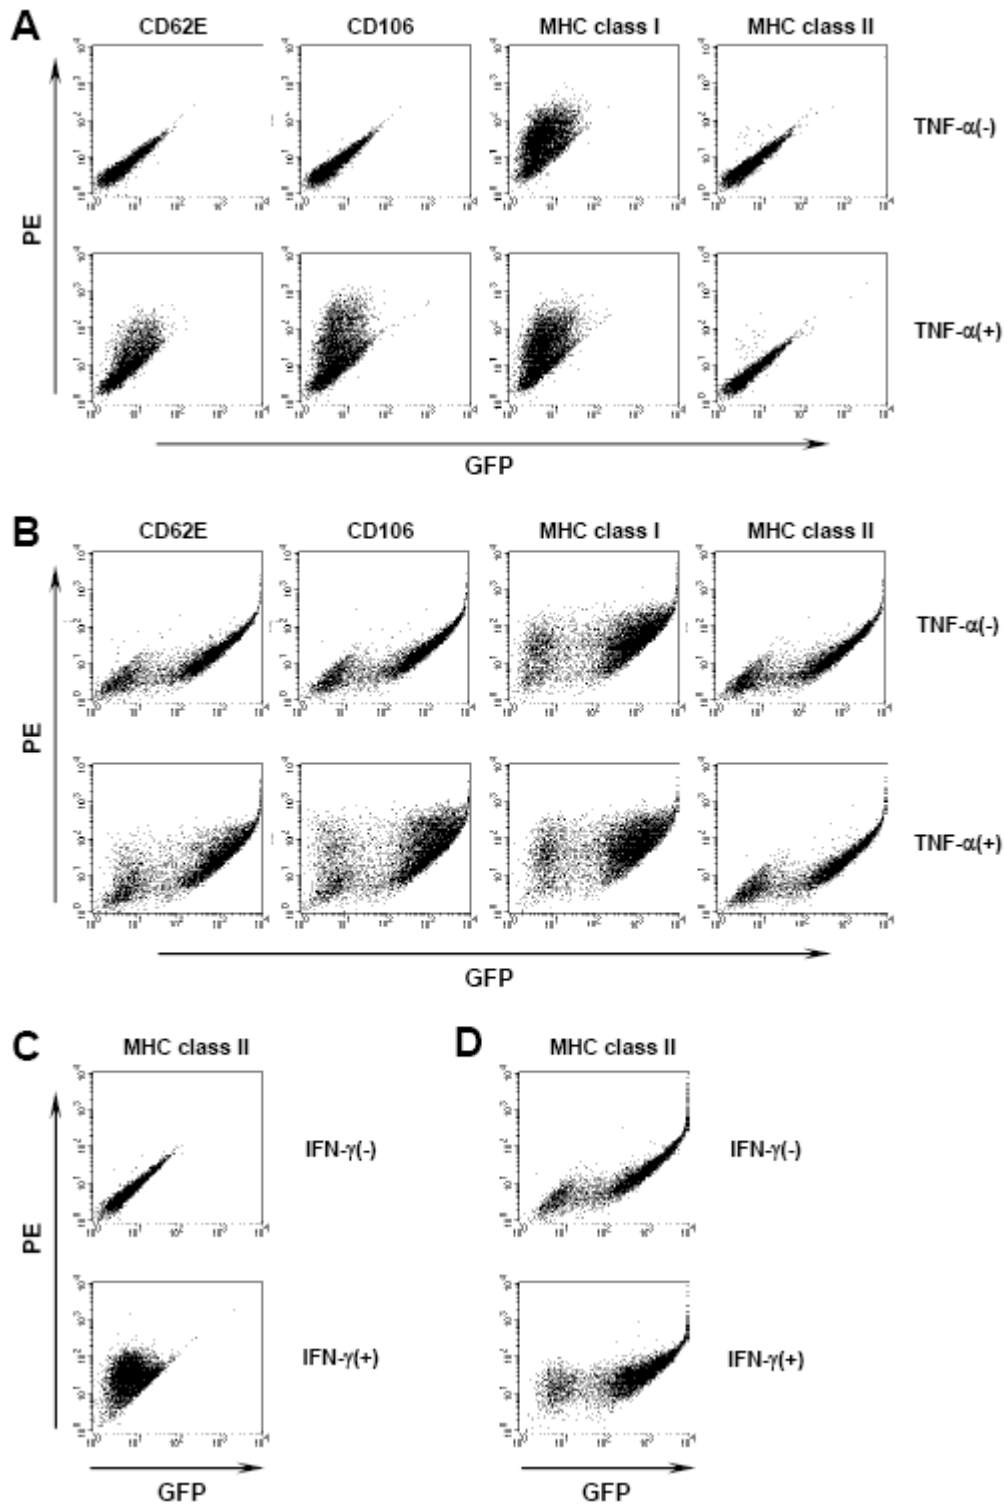 A
CD62E CD106 MHC class I MHC class II
TNF-α(-)
TNF-α(+)
PE
GFP
B
CD62E CD106 MHC class I MHC class II
TNF-α(-)
TNF-α(+)
PE
GFP
C
MHC class II
IFN-γ(-)
IFN-γ(+)
PE
GFP
D
MHC class II
IFN-γ(-)
IFN-γ(+)
GFP